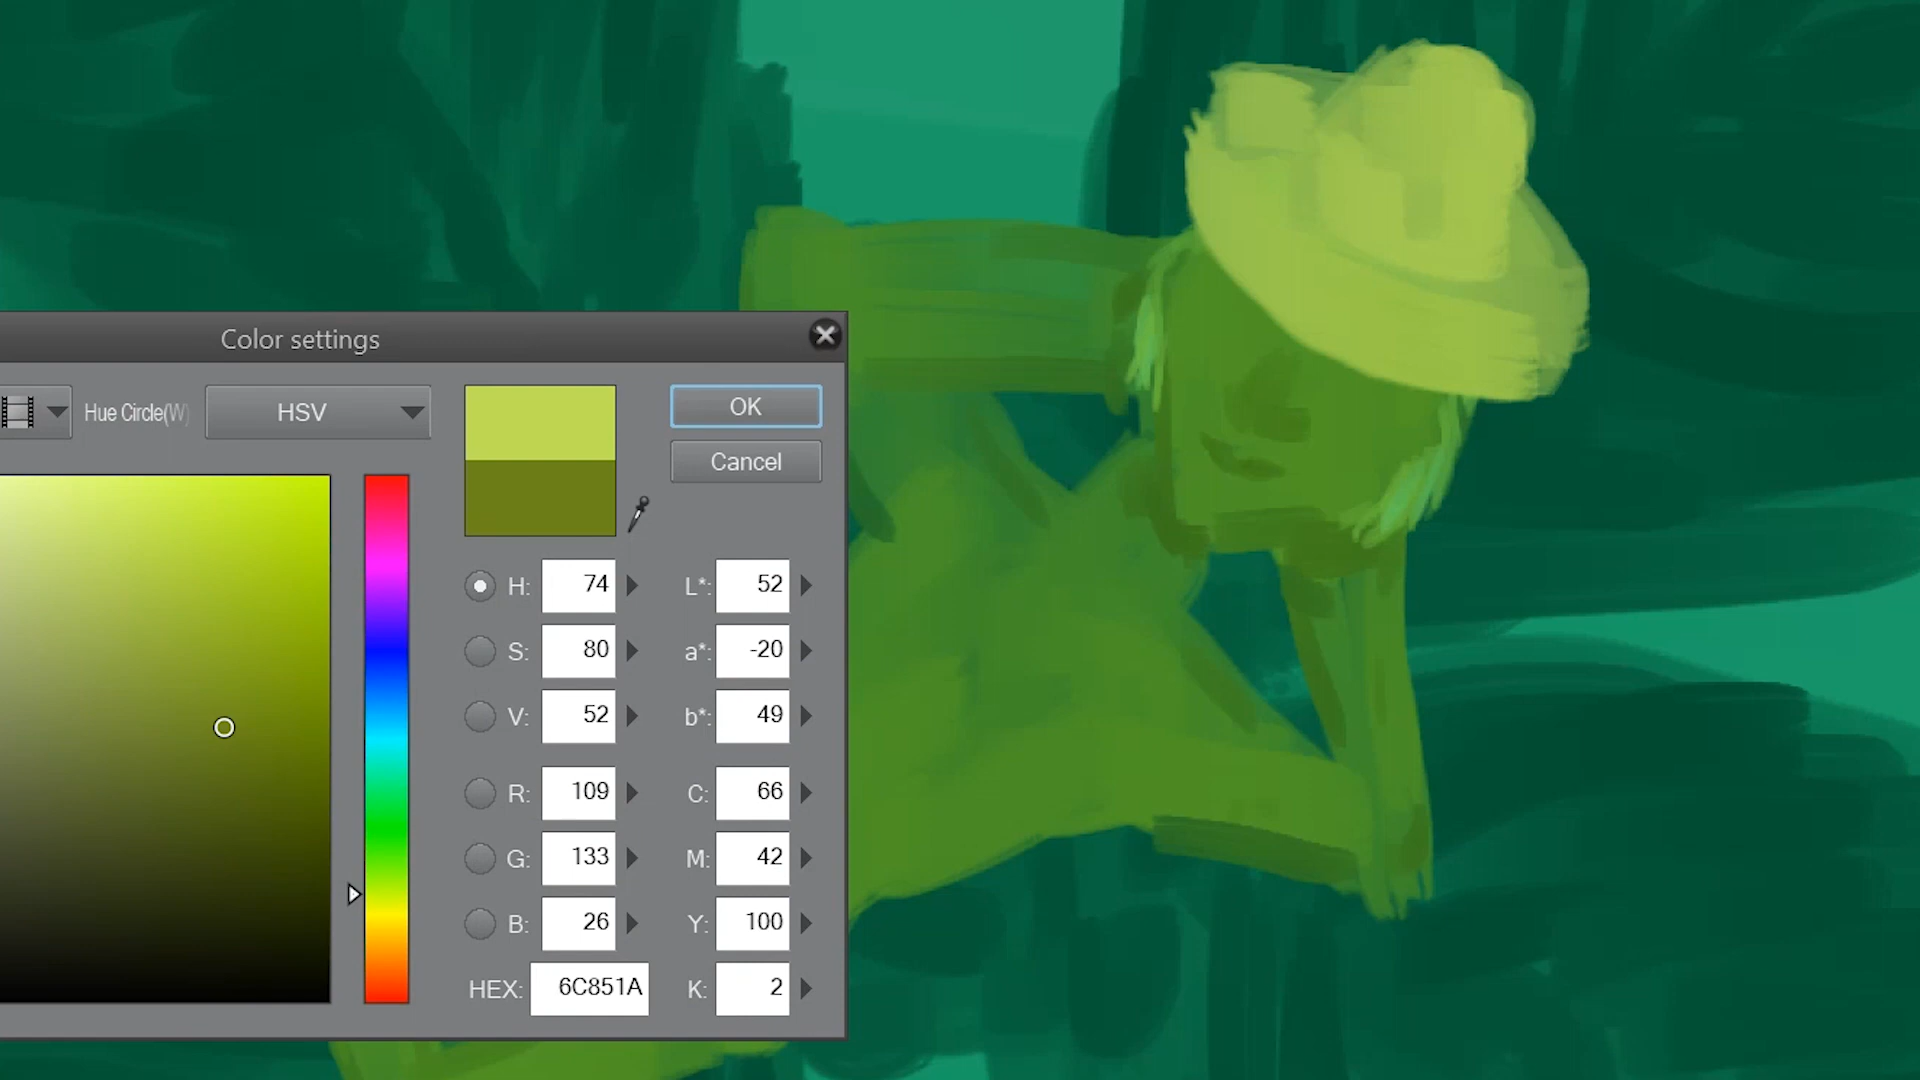 Color settings
Hue Circle(W)
HSV
OK
Cancel
H: 74
L*: 52
S: 80
a*: -20
V: 52
b*: 49
R: 109
C: 66
G: 133
M: 42
B: 26
Y: 100
HEX: 6C851A
K: 2